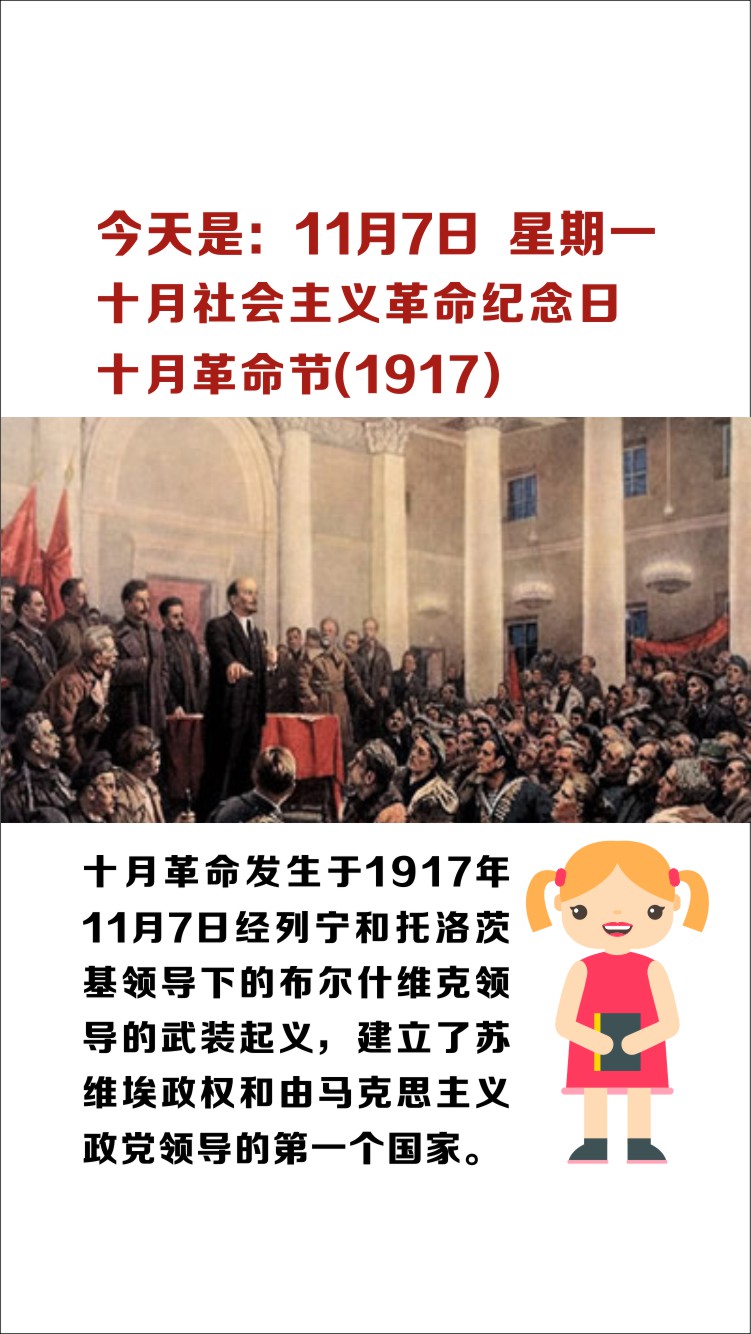 今天是：11月7日 星期一
十月社会主义革命纪念日
十月革命节(1917)
十月革命发生于1917年
11月7日经列宁和托洛茨
基领导下的布尔什维克领
导的武装起义，建立了苏
维埃政权和由马克思主义
政党领导的第一个国家。